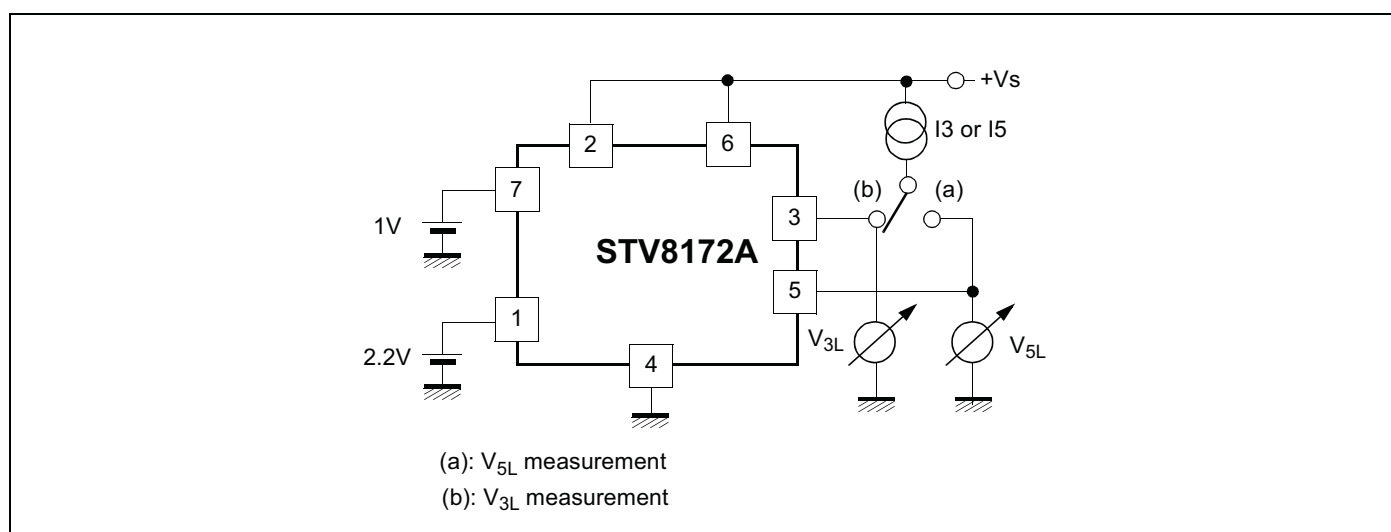 +Vs
I3 or I5
2
6
7
(b)
(a)
3
1V
STV8172A
5
1
V3L
V5L
2.2V
4
(a): V5L measurement
(b): V3L measurement